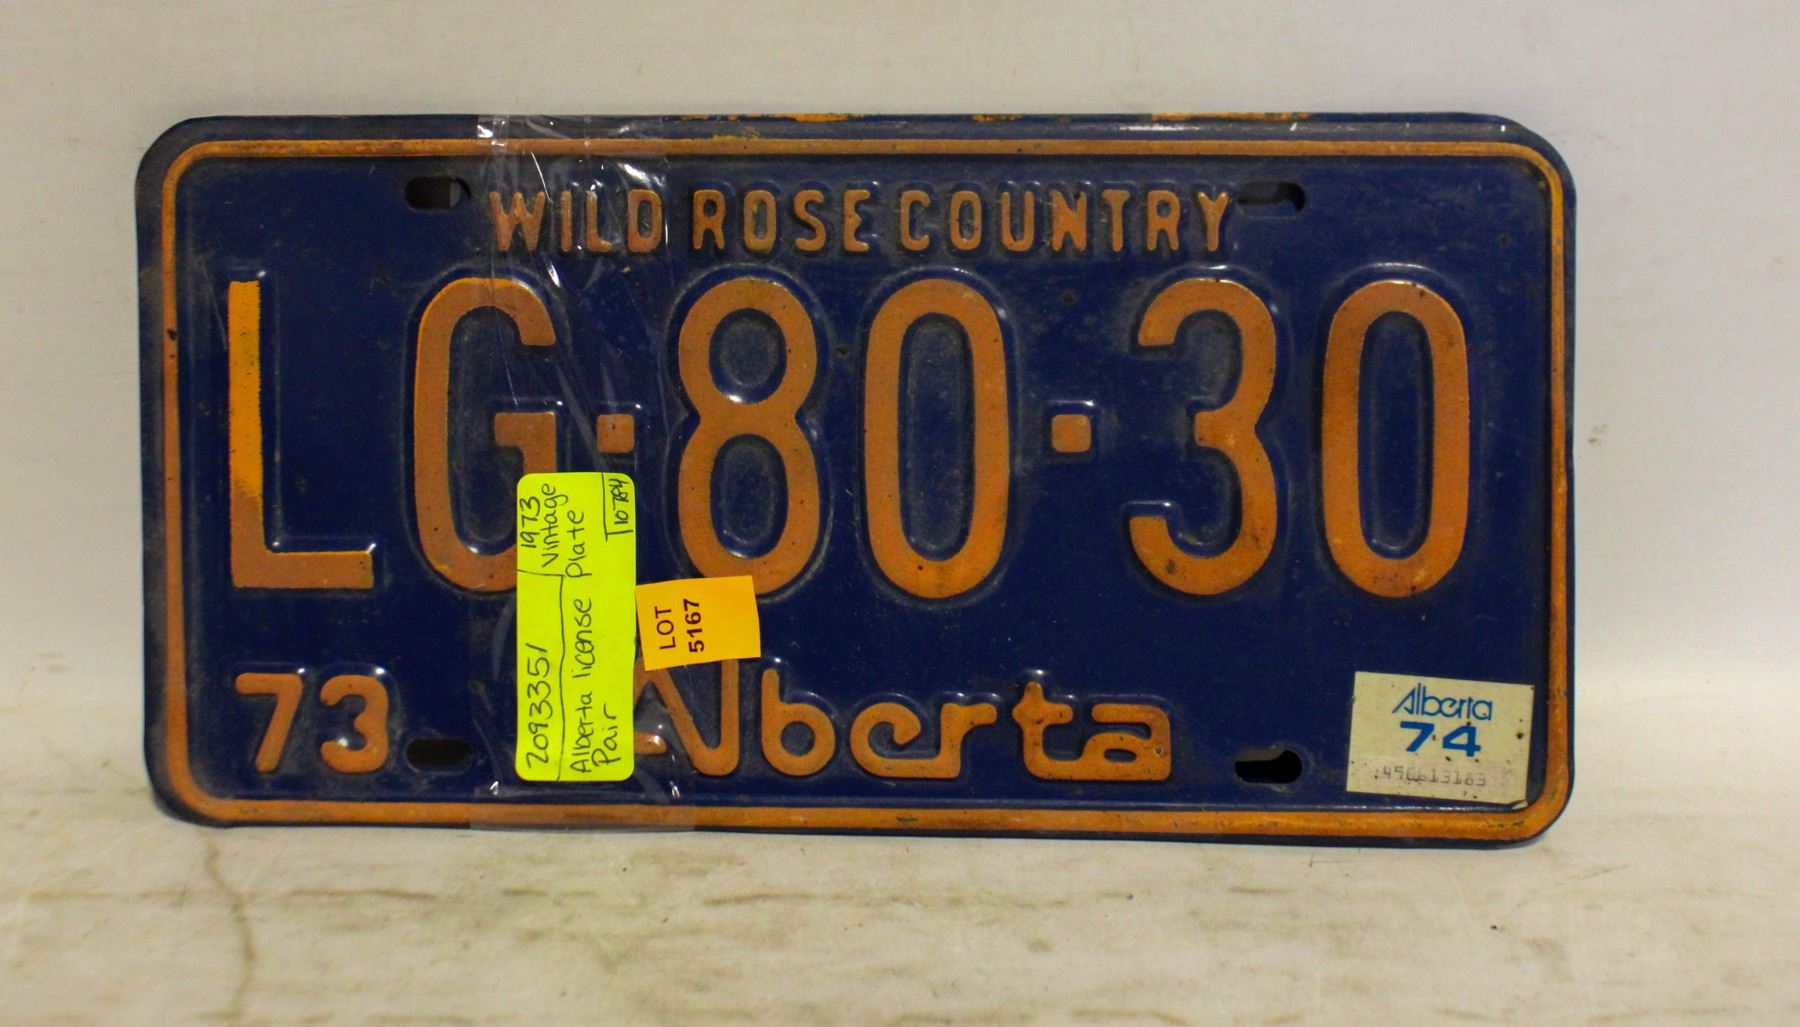 WILD ROSE COUNTRY
LG·80·30
73 Alberta
2093351 1973
Vintage
Alberta license plate
Pair
10784
LOT
5167
Alberta
74